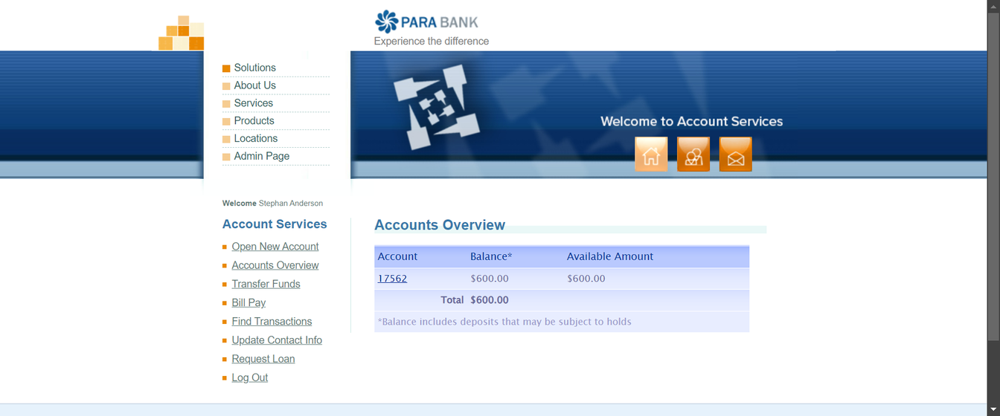 PARA BANK
Experience the difference
Solutions
About Us
Services
Products
Locations
Admin Page
Welcome to Account Services
Welcome Stephan Anderson
Account Services
Open New Account
Accounts Overview
Transfer Funds
Bill Pay
Find Transactions
Update Contact Info
Request Loan
Log Out
Accounts Overview
Account Balance* Available Amount
17562 $600.00 $600.00
Total $600.00
*Balance includes deposits that may be subject to holds